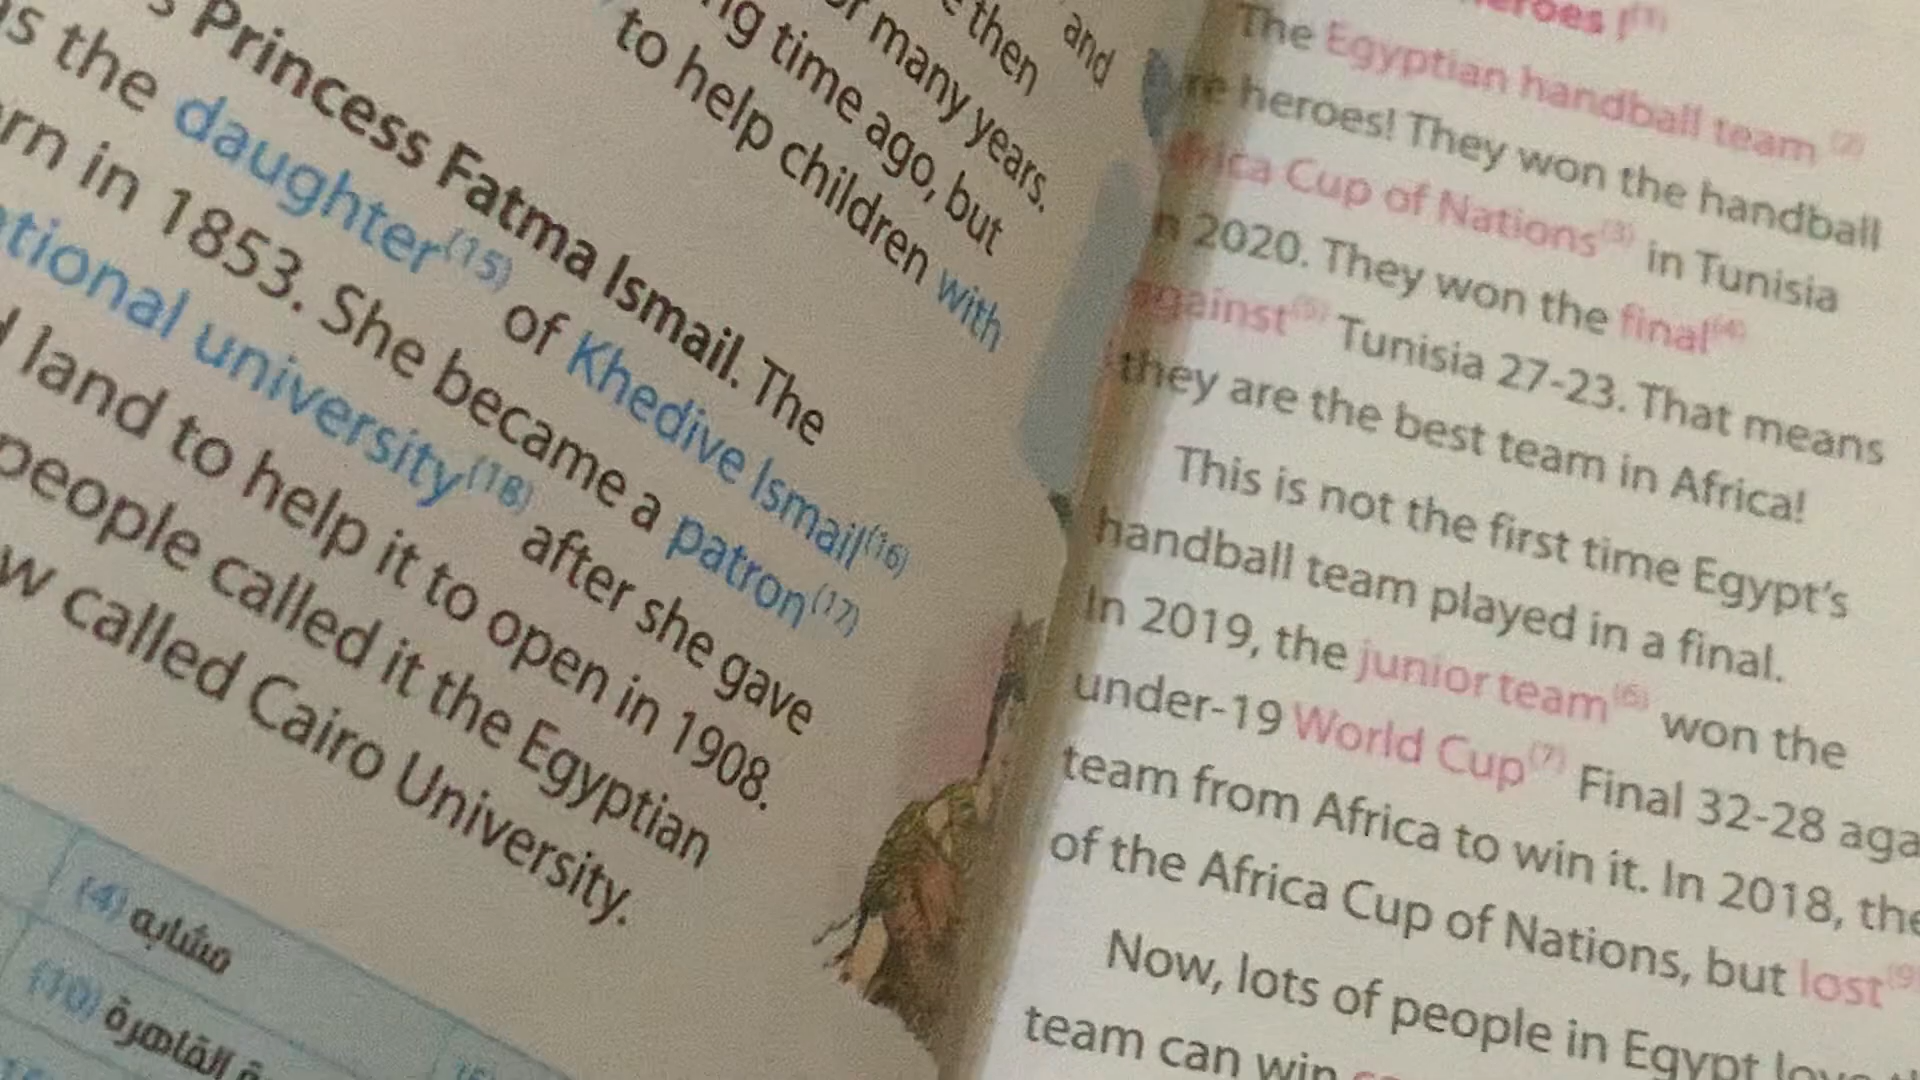 and
then
or many years.
time ago, but
to help children with
Princess Fatma Ismail. The
the daughter(15) of Khedive Ismail(16)
in 1853. She became a patron(17)
university(18) after she gave
land to help it to open in 1908.
people called it the Egyptian
called Cairo University.
(4) مشابه
(10) القاهرة
The Egyptian handball team (2)
heroes! They won the handball
Cup of Nations(3) in Tunisia
2020. They won the final(4)
against(5) Tunisia 27-23. That means
they are the best team in Africa!
This is not the first time Egypt's
handball team played in a final.
In 2019, the junior team(6) won the
under-19 World Cup(7) Final 32-28
team from Africa to win it. In 2018, the
of the Africa Cup of Nations, but lost(9)
Now, lots of people in Egypt
team can win